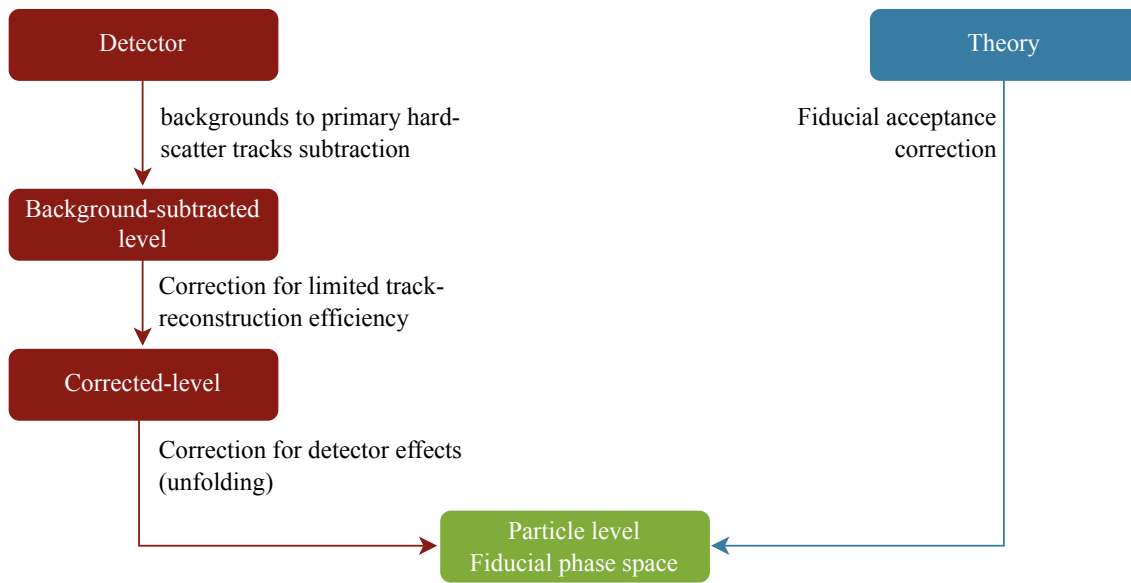 Detector
Theory
backgrounds to primary hard-
scatter tracks subtraction
Fiducial acceptance
correction
Background-subtracted
level
Correction for limited track-
reconstruction efficiency
Corrected-level
Correction for detector effects
(unfolding)
Particle level
Fiducial phase space